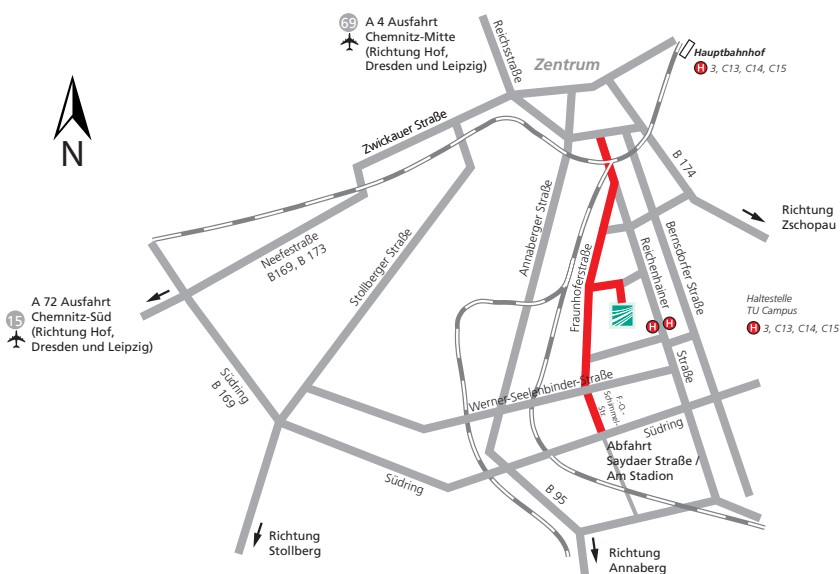 69
A 4 Ausfahrt
Chemnitz-Mitte
(Richtung Hof,
Dresden und Leipzig)
Reichsstraße
Zentrum
Hauptbahnhof
H 3, C13, C14, C15
N
Zwickauer Straße
B 174
Richtung
Zschopau
Annaberger Straße
Neefestraße
B169, B 173
Stollberger Straße
Fraunhoferstraße
Reichenhainer
Straße
Bernsdorfer Straße
15
A 72 Ausfahrt
Chemnitz-Süd
(Richtung Hof,
Dresden und Leipzig)
Haltestelle
TU Campus
H 3, C13, C14, C15
H H
Südring
B 169
Werner-Seelenbinder-Straße
F.-O.-
Schimmel-
Str.
Südring
Abfahrt
Saydaer Straße /
Am Stadion
Südring
B 95
Richtung
Stollberg
Richtung
Annaberg